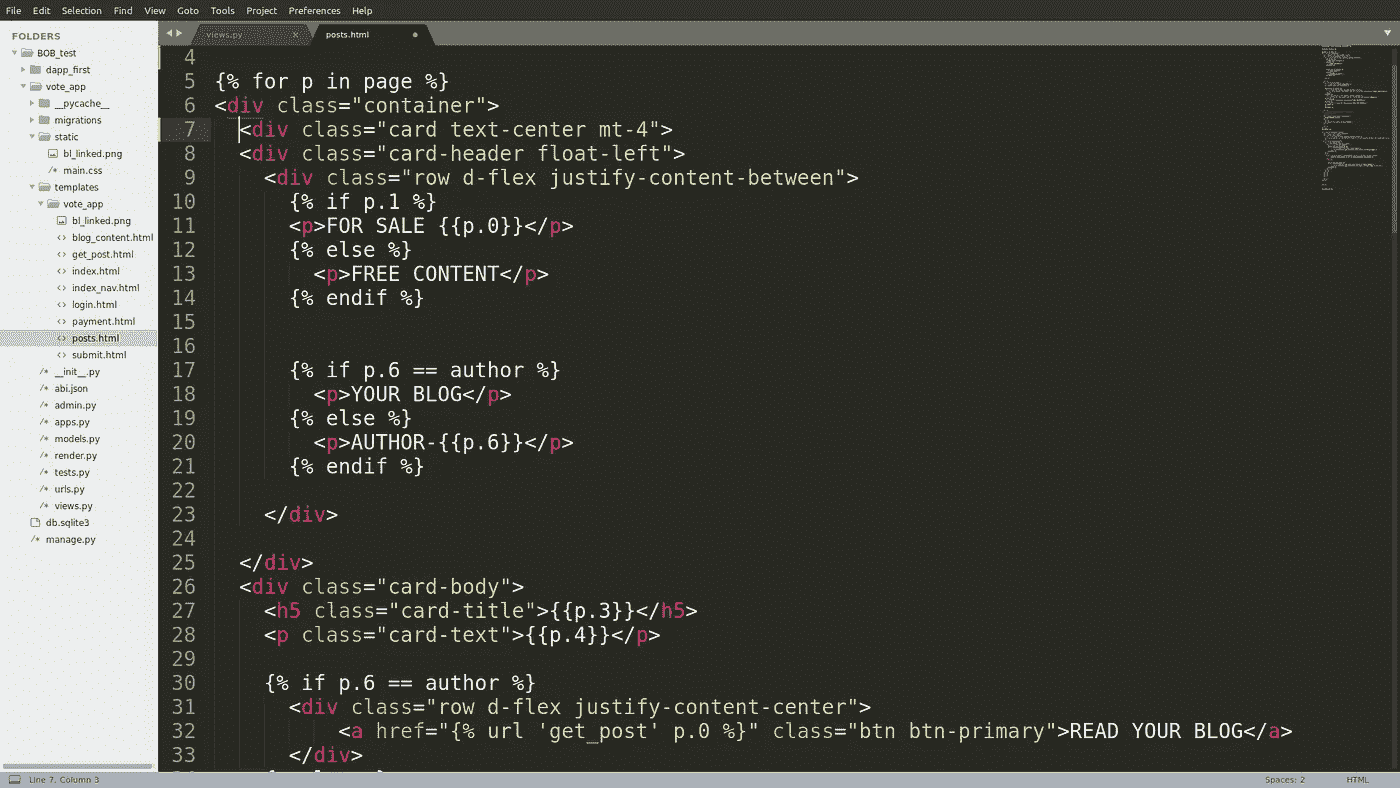 File Edit Selection Find View Goto Tools Project Preferences Help
FOLDERS
BOB_test
dapp_first
vote_app
__pycache__
migrations
static
bl_linked.png
main.css
templates
vote_app
bl_linked.png
blog_content.html
get_post.html
index.html
index_nav.html
login.html
payment.html
posts.html
submit.html
__init__.py
abi.json
admin.py
apps.py
models.py
render.py
tests.py
urls.py
views.py
db.sqlite3
manage.py
views.py × posts.html
4
5 {% for p in page %}
6 <div class="container">
7 <div class="card text-center mt-4">
8 <div class="card-header float-left">
9 <div class="row d-flex justify-content-between">
10 {% if p.1 %}
11 <p>FOR SALE {{p.0}}</p>
12 {% else %}
13 <p>FREE CONTENT</p>
14 {% endif %}
15
16
17 {% if p.6 == author %}
18 <p>YOUR BLOG</p>
19 {% else %}
20 <p>AUTHOR-{{p.6}}</p>
21 {% endif %}
22
23 </div>
24
25 </div>
26 <div class="card-body">
27 <h5 class="card-title">{{p.3}}</h5>
28 <p class="card-text">{{p.4}}</p>
29
30 {% if p.6 == author %}
31 <div class="row d-flex justify-content-center">
32 <a href="{% url 'get_post' p.0 %}" class="btn btn-primary">READ YOUR BLOG</a>
33 </div>
Line 7, Column 3
Spaces: 2 HTML